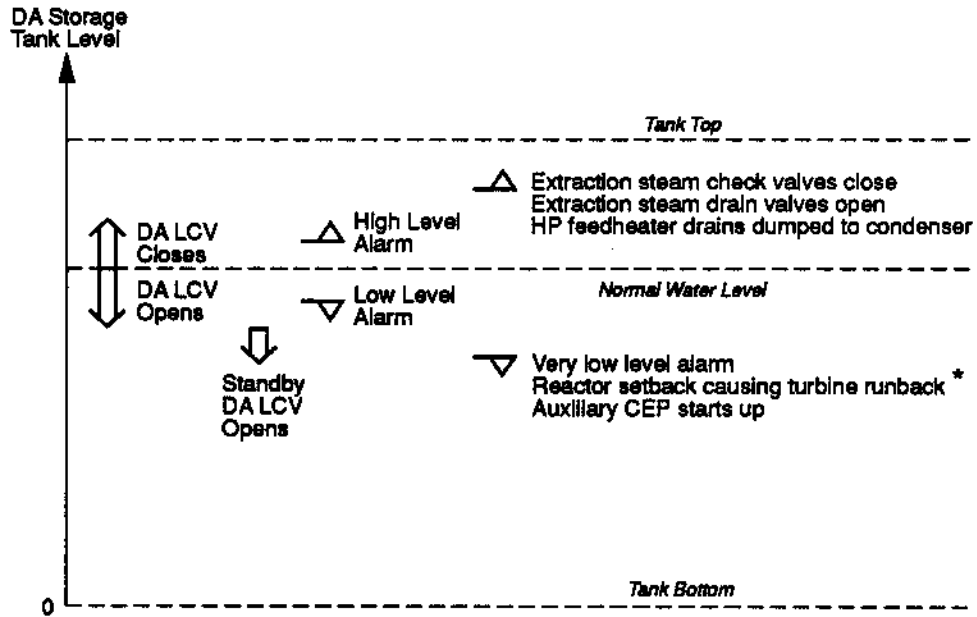 DA Storage
Tank Level
Tank Top
Extraction steam check valves close
Extraction steam drain valves open
HP feedheater drains dumped to condenser
High Level
Alarm
DA LCV
Closes
Normal Water Level
DA LCV
Opens
Low Level
Alarm
Standby
DA LCV
Opens
Very low level alarm
Reactor setback causing turbine runback *
Auxiliary CEP starts up
Tank Bottom
0